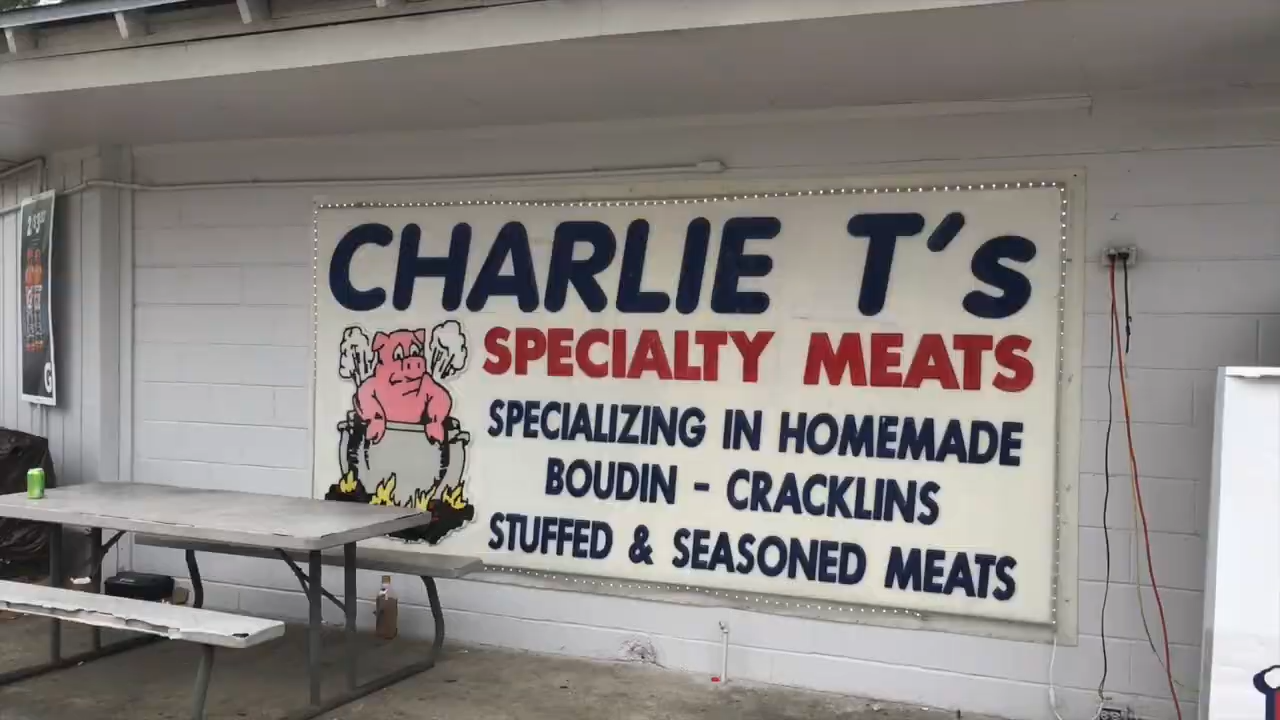 CHARLIE T's
SPECIALTY MEATS
SPECIALIZING IN HOMEMADE
BOUDIN - CRACKLINS
STUFFED & SEASONED MEATS
G